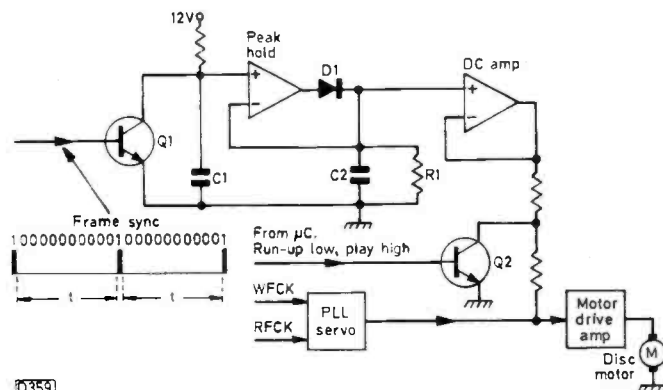 12V
Peak
hold
D1
DC amp
+
-
+
-
Q1
C1
C2
R1
Frame sync
10000000000100000000001
t
t
From µC.
Run-up low, play high
Q2
WFCK
RFCK
PLL
servo
Motor
drive
amp
M
Disc
motor
D359